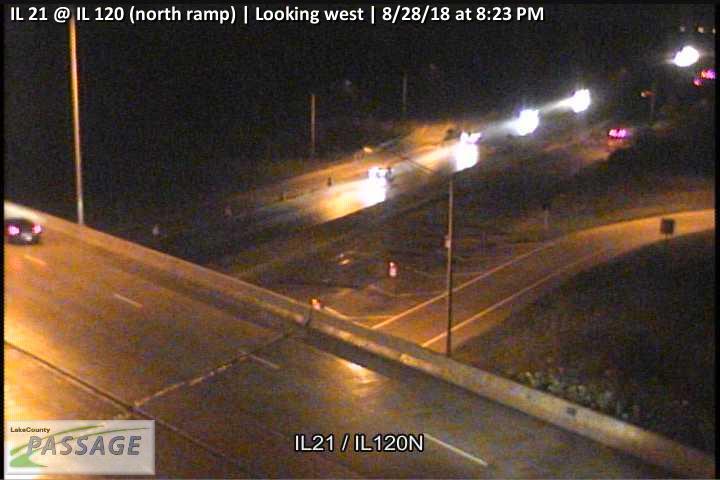 IL 21 @ IL 120 (north ramp) | Looking west | 8/28/18 at 8:23 PM
LakeCounty
PASSAGE
IL21 / IL120N